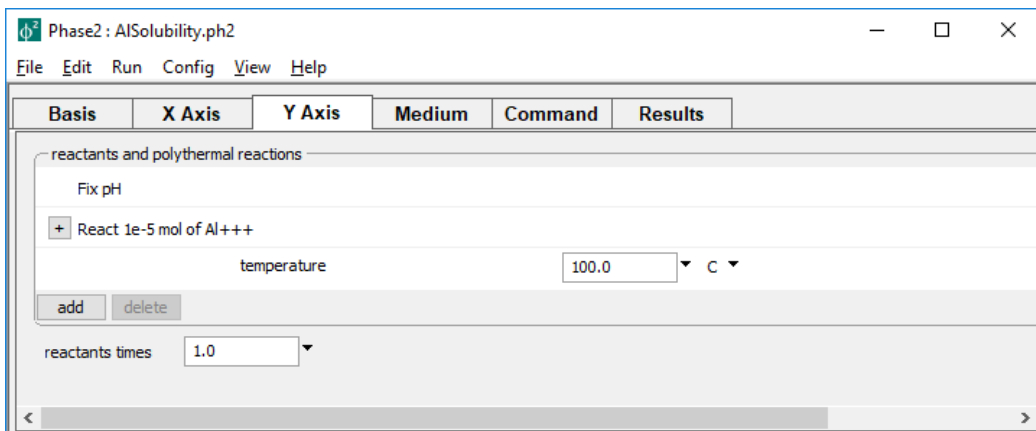 ϕ² Phase2 : AlSolubility.ph2
File Edit Run Config View Help
Basis X Axis Y Axis Medium Command Results
reactants and polythermal reactions
Fix pH
+ React 1e-5 mol of Al+++
temperature 100.0 C
add delete
reactants times 1.0